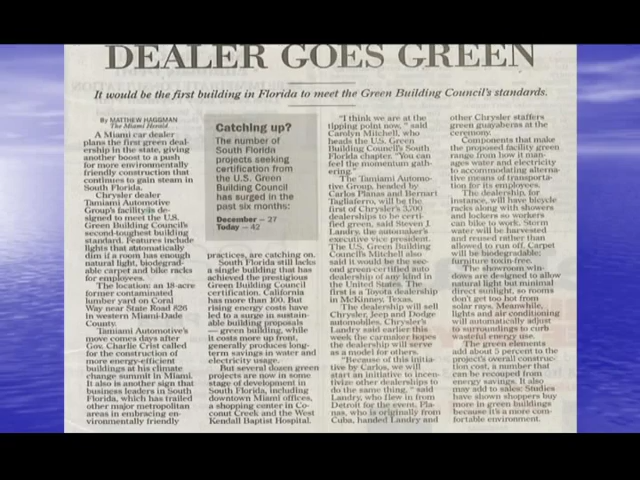 DEALER GOES GREEN
It would be the first building in Florida to meet the Green Building Council's standards.
By MATTHEW HAGGMAN
The Miami Herald
A Miami car dealer
plans the first green deal-
ership in the state, giving
another boost to a push
for more environmentally
friendly construction that
continues to gain steam in
South Florida.
Chrysler dealer
Tamiami Automotive
Group's facility is de-
signed to meet the U.S.
Green Building Council's
second-toughest building
standard. Features include
lights that automatically
dim if a room has enough
natural light, biodegrad-
able carpet and bike racks
for employees.
The location: an 18-acre
former contaminated
lumber yard on Coral
Way near State Road 826
in western Miami-Dade
County.
Tamiami Automotive's
move comes days after
Gov. Charlie Crist called
for the construction of
more energy-efficient
buildings at his climate
change summit in Miami.
It also is another sign that
business leaders in South
Florida, which has trailed
other major metropolitan
areas in embracing en-
vironmentally friendly
Catching up?
The number of
South Florida
projects seeking
certification from
the U.S. Green
Building Council
has surged in the
past six months:
December — 27
Today — 42
practices, are catching on.
South Florida still lacks
a single building that has
achieved the prestigious
Green Building Council
certification. California
has more than 100. But
rising energy costs have
led to a surge in sustain-
able building proposals
— green building, while
it costs more up front,
generally produces long-
term savings in water and
electricity usage.
But several dozen green
projects are now in some
stage of development in
South Florida, including
downtown Miami offices,
a shopping center in Co-
conut Creek and the West
Kendall Baptist Hospital.
"I think we are at the
tipping point now," said
Carolyn Mitchell, who
heads the U.S. Green
Building Council's South
Florida chapter. "You can
feel the momentum gath-
ering."
The Tamiami Automo-
tive Group, headed by
Carlos Planas and Bernart
Tagliaferro, will be the
first of Chrysler's 3,700
dealerships to be certi-
fied green, said Steven J.
Landry, the automaker's
executive vice president.
The U.S. Green Building
Council's Mitchell also
said it would be the sec-
ond green-certified auto
dealership of any kind in
the United States. The
first is a Toyota dealership
in McKinney, Texas.
The dealership will sell
Chrysler, Jeep and Dodge
automobiles. Chrysler's
Landry said earlier this
week the carmaker hopes
the dealership will serve
as a model for others.
"Because of this initia-
tive by Carlos, we will
start an initiative to incen-
tivize other dealerships to
do the same thing," said
Landry, who flew in from
Detroit for the event. Pla-
nas, who is originally from
Cuba, handed Landry and
other Chrysler staffers
green guayaberas at the
ceremony.
Components that make
the proposed facility green
range from how it man-
ages water and electricity
to accommodating alterna-
tive means of transporta-
tion for its employees.
The dealership, for
instance, will have bicycle
racks along with showers
and lockers so workers
can bike to work. Storm
water will be harvested
and reused rather than
allowed to run off. Carpet
will be biodegradable;
furniture toxin-free.
The showroom win-
dows are designed to allow
natural light but minimize
direct sunlight, so rooms
don't get too hot from
solar rays. Meanwhile,
lights and air conditioning
will automatically adjust
to surroundings to curb
wasteful energy use.
The green elements
add about 5 percent to the
project's overall construc-
tion cost, a number that
can be recouped from
energy savings. It also
may add to sales: Studies
have shown shoppers buy
more in green buildings
because it's a more com-
fortable environment.